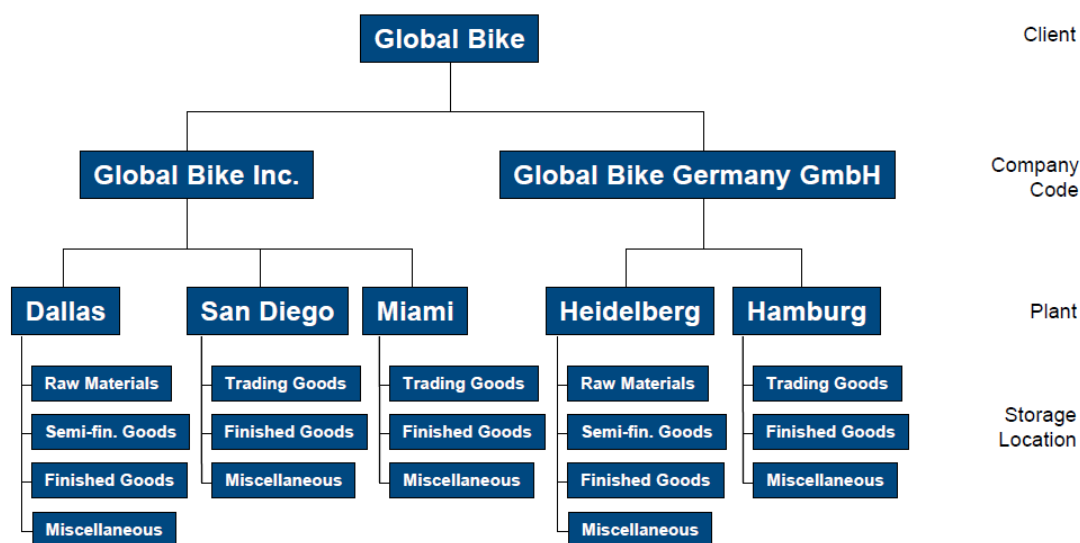 Global Bike
Client
Global Bike Inc.
Global Bike Germany GmbH
Company
Code
Dallas
San Diego
Miami
Heidelberg
Hamburg
Plant
Raw Materials
Trading Goods
Trading Goods
Raw Materials
Trading Goods
Semi-fin. Goods
Finished Goods
Finished Goods
Semi-fin. Goods
Finished Goods
Storage
Location
Finished Goods
Miscellaneous
Miscellaneous
Finished Goods
Miscellaneous
Miscellaneous
Miscellaneous